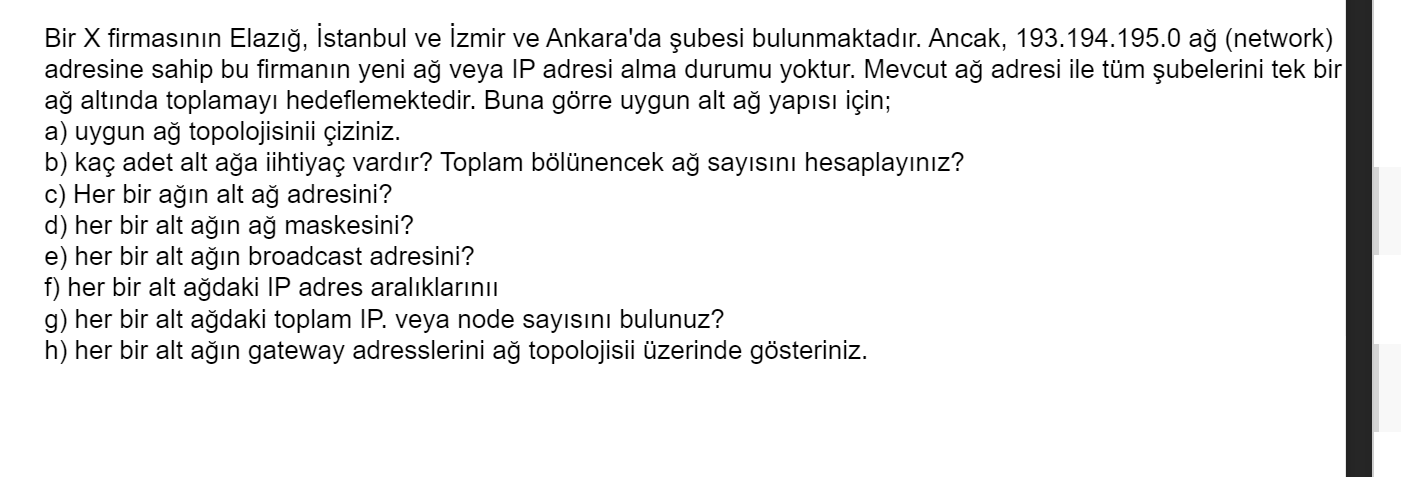 Bir X firmasının Elazığ, İstanbul ve İzmir ve Ankara'da şubesi bulunmaktadır. Ancak, 193.194.195.0 ağ (network)
adresine sahip bu firmanın yeni ağ veya IP adresi alma durumu yoktur. Mevcut ağ adresi ile tüm şubelerini tek bir
ağ altında toplamayı hedeflemektedir. Buna görre uygun alt ağ yapısı için;
a) uygun ağ topolojisinii çiziniz.
b) kaç adet alt ağa iihtiyaç vardır? Toplam bölünencek ağ sayısını hesaplayınız?
c) Her bir ağın alt ağ adresini?
d) her bir alt ağın ağ maskesini?
e) her bir alt ağın broadcast adresini?
f) her bir alt ağdaki IP adres aralıklarınıı
g) her bir alt ağdaki toplam IP. veya node sayısını bulunuz?
h) her bir alt ağın gateway adresslerini ağ topolojisii üzerinde gösteriniz.